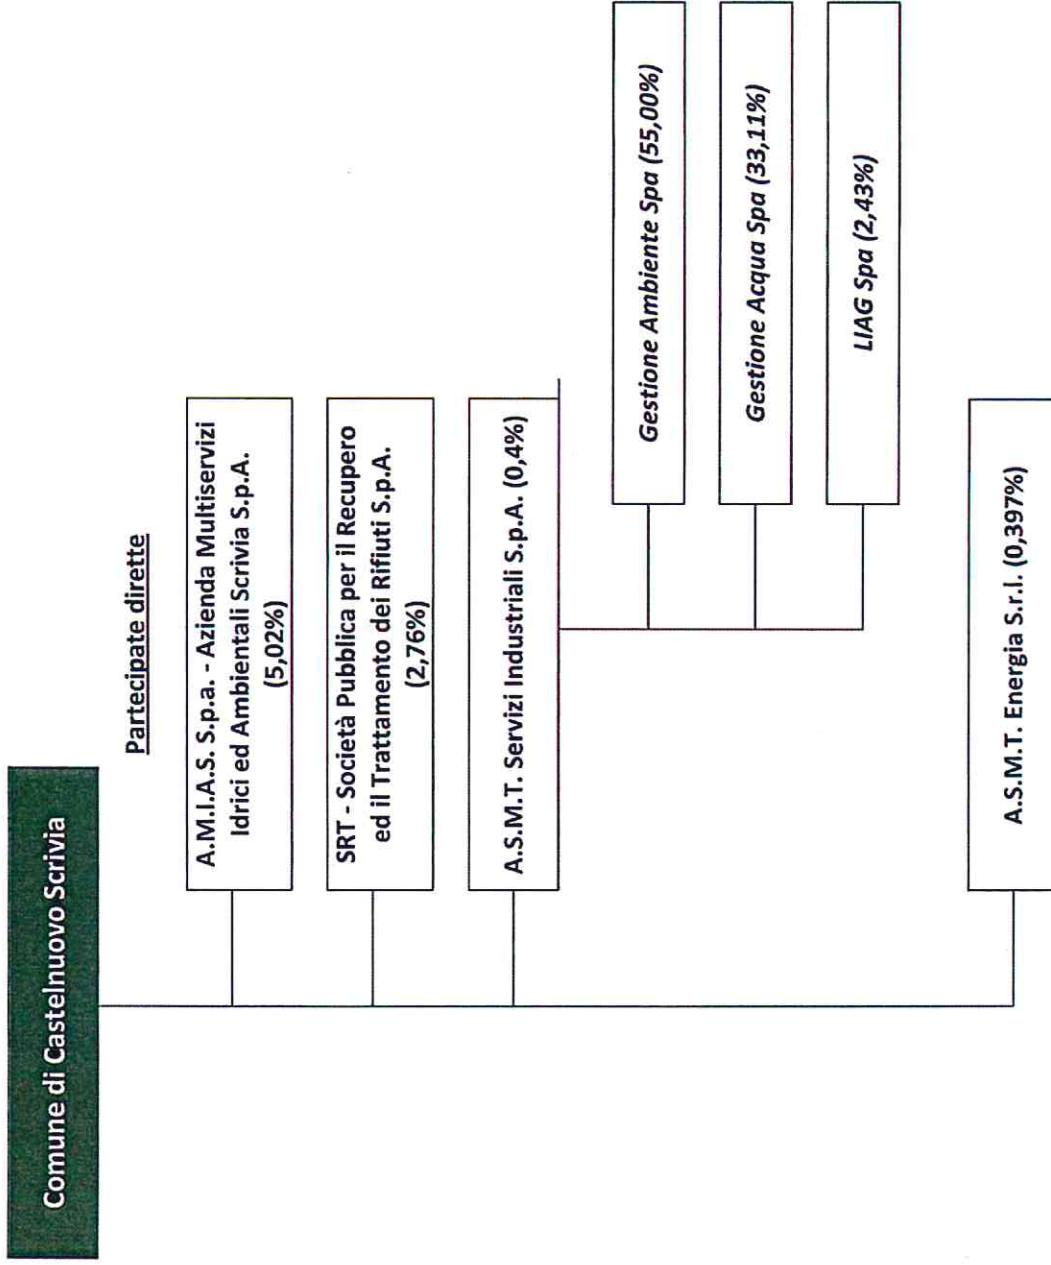 Comune di Castelnuovo Scrivia
Partecipate dirette
A.M.I.A.S. S.p.a. - Azienda Multiservizi
Idrici ed Ambientali Scrivia S.p.A.
(5,02%)
SRT - Società Pubblica per il Recupero
ed il Trattamento dei Rifiuti S.p.A.
(2,76%)
A.S.M.T. Servizi Industriali S.p.A. (0,4%)
Gestione Ambiente Spa (55,00%)
Gestione Acqua Spa (33,11%)
LIAG Spa (2,43%)
A.S.M.T. Energia S.r.l. (0,397%)